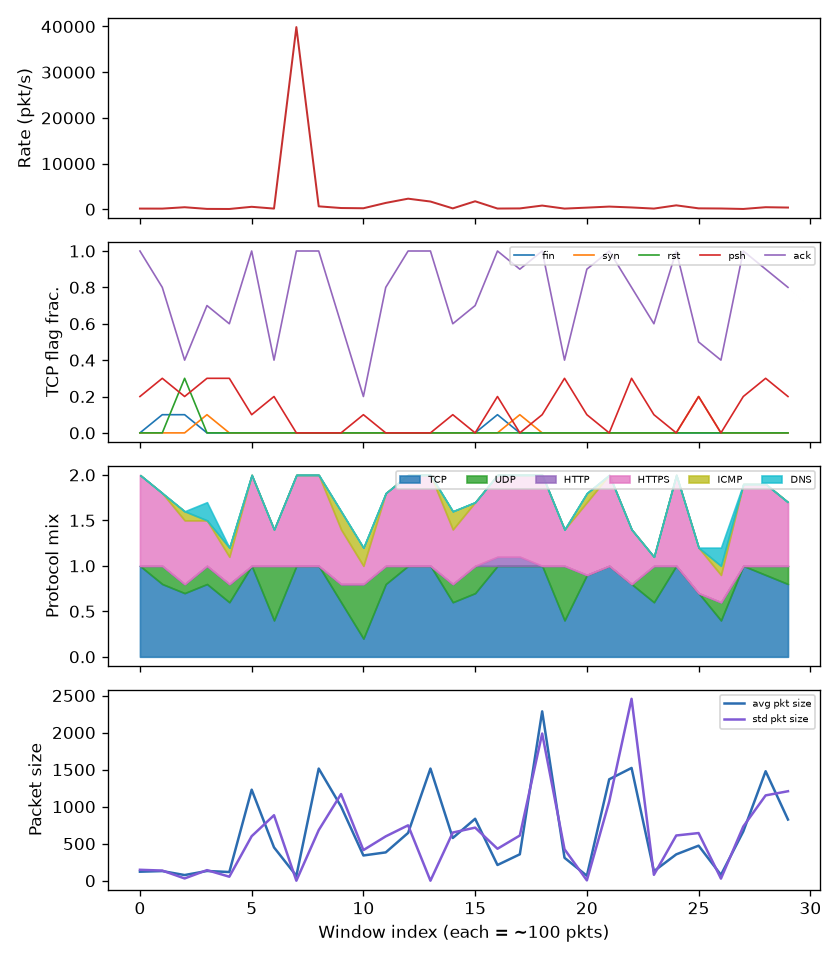 40000
30000
20000
10000
0
Rate (pkt/s)
1.0
0.8
0.6
0.4
0.2
0.0
TCP flag frac.
fin syn rst psh ack
2.0
1.5
1.0
0.5
0.0
Protocol mix
TCP UDP HTTP HTTPS ICMP DNS
2500
2000
1500
1000
500
0
Packet size
avg pkt size
std pkt size
0 5 10 15 20 25 30
Window index (each = ~100 pkts)